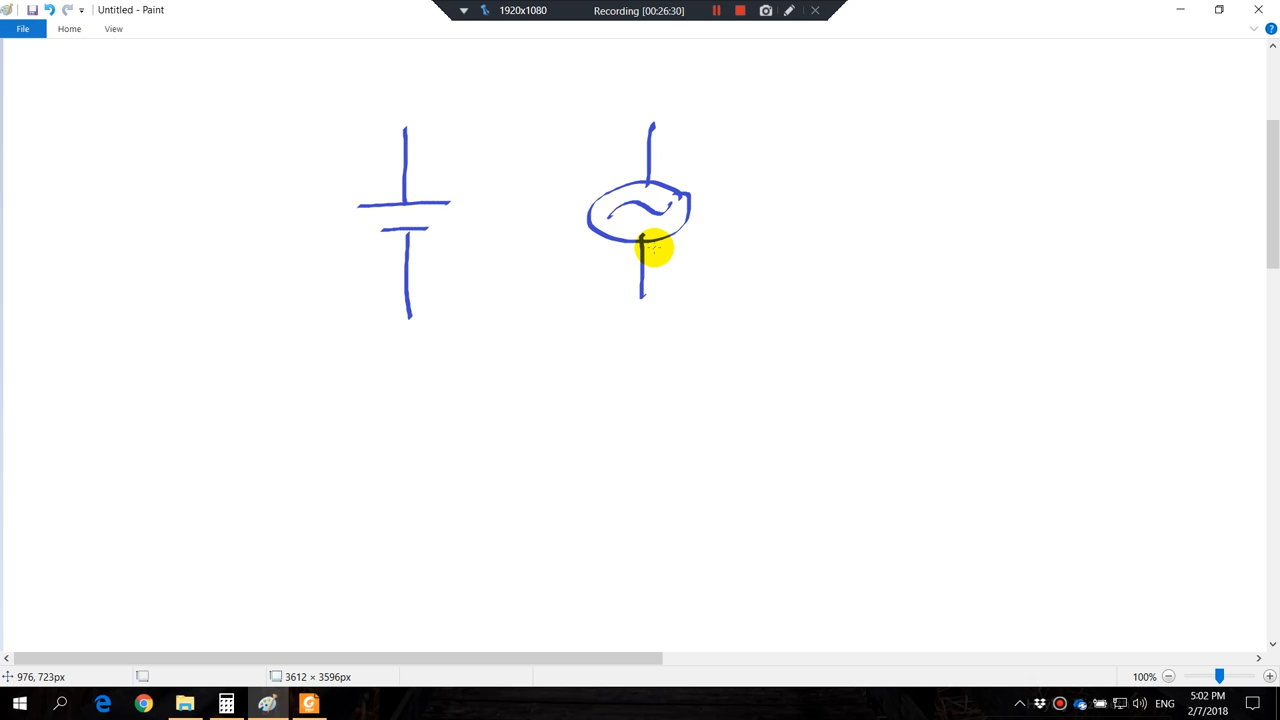 Untitled - Paint
1920x1080
Recording [00:26:30]
File
Home
View
976, 723px
3612 × 3596px
100%
5:02 PM
ENG
2/7/2018